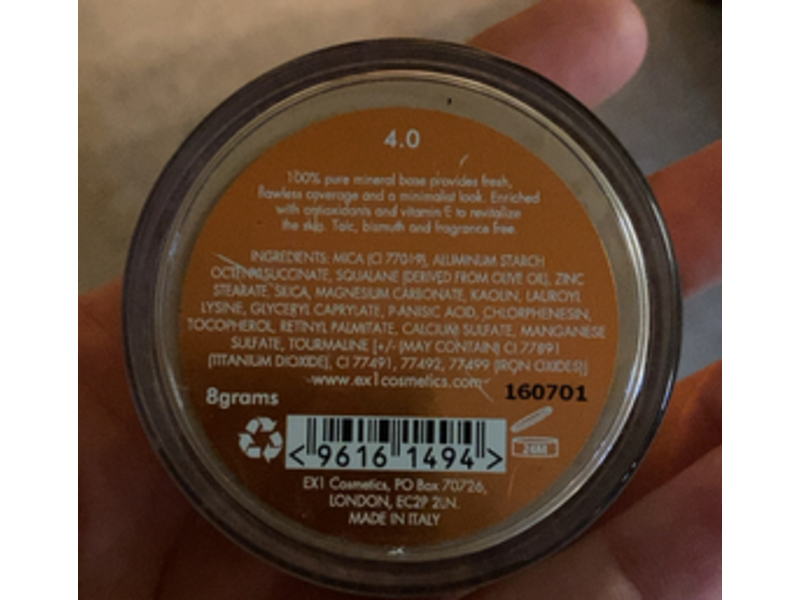 4.0
100% pure mineral base provides fresh,
flawless coverage and a minimalist look. Enriched
with antioxidants and vitamin E to revitalize
the skip. Talc, bismuth and fragrance free.
INGREDIENTS: MICA (CI 77019), ALUMINUM STARCH
OCTENYLSUCCINATE, SQUALANE (DERIVED FROM OLIVE OIL), ZINC
STEARATE, SILICA, MAGNESIUM CARBONATE, KAOLIN, LAUROYL
LYSINE, GLYCERYL CAPRYLATE, P-ANISIC ACID, CHLORPHENESIN,
TOCOPHEROL, RETINYL PALMITATE, CALCIUM SULFATE, MANGANESE
SULFATE, TOURMALINE [+/- (MAY CONTAIN) CI 77891
(TITANIUM DIOXIDE), CI 77491, 77492, 77499 (IRON OXIDES)]
www.ex1cosmetics.com
8grams
160701
24M
<9616 1494>
EX1 Cosmetics, PO Box 70726,
LONDON, EC2P 2LN.
MADE IN ITALY